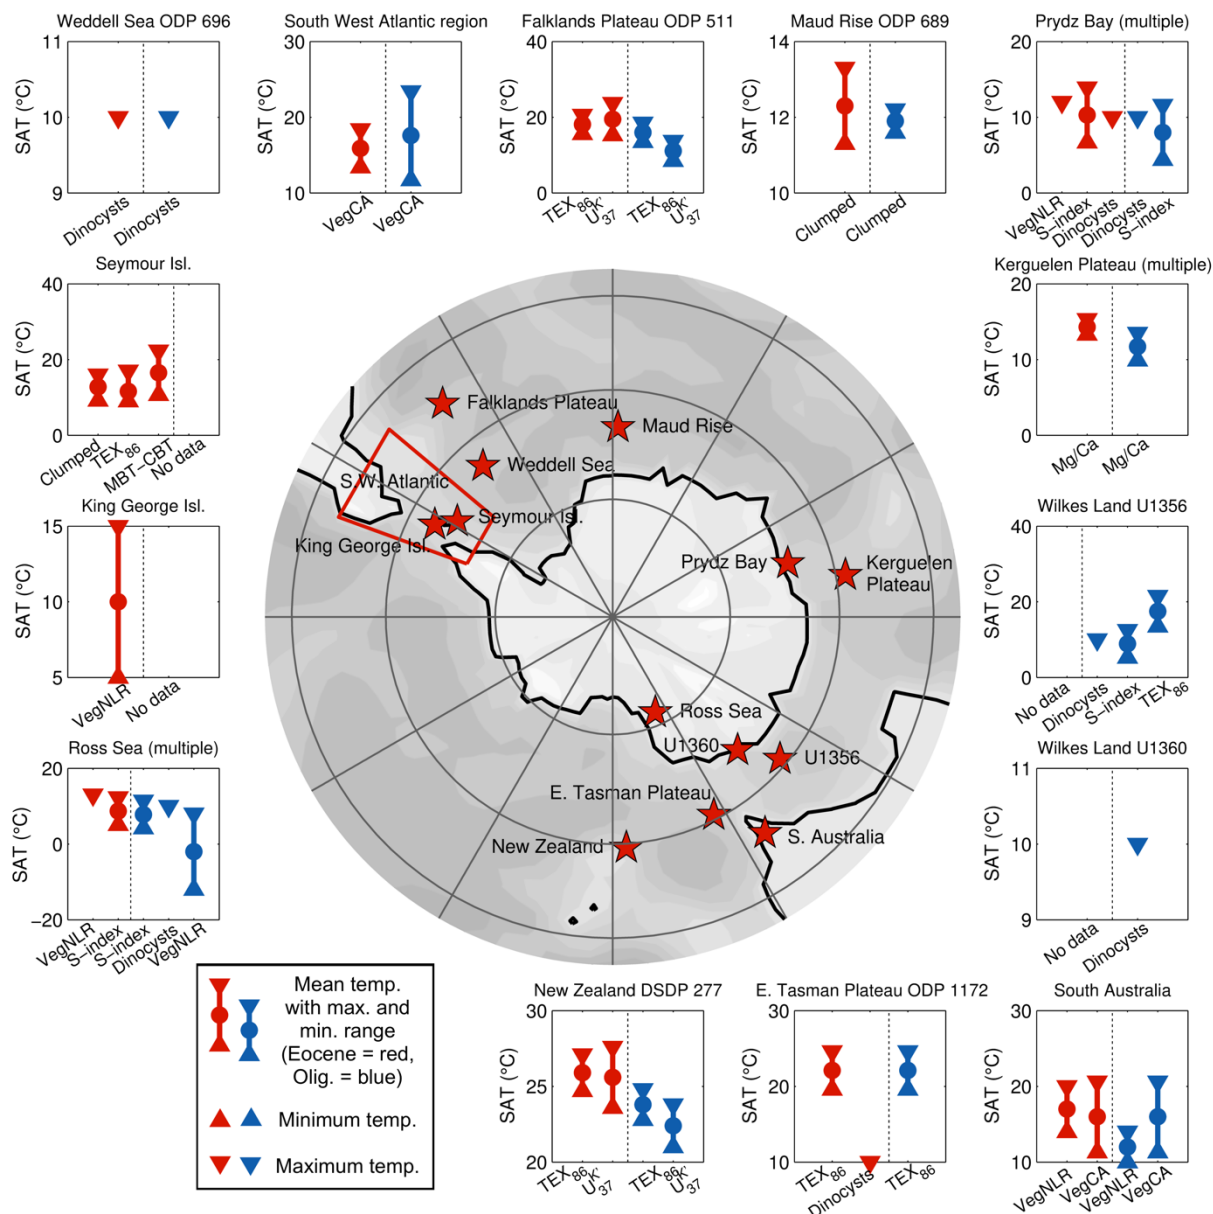 Weddell Sea ODP 696
11
10
9
SAT (°C)
Dinocysts
Dinocysts
South West Atlantic region
30
20
10
SAT (°C)
VegCA
VegCA
Falklands Plateau ODP 511
40
20
0
SAT (°C)
TEX86
U37K'
TEX86
U37K'
Maud Rise ODP 689
14
12
10
SAT (°C)
Clumped
Clumped
Prydz Bay (multiple)
20
10
0
SAT (°C)
VegNLR
S−index
Dinocysts
Dinocysts
S−index
Seymour Isl.
40
20
0
SAT (°C)
Clumped
TEX86
MBT−CBT
No data
Kerguelen Plateau (multiple)
20
10
0
SAT (°C)
Mg/Ca
Mg/Ca
King George Isl.
15
10
5
SAT (°C)
VegNLR
No data
Wilkes Land U1356
40
20
0
SAT (°C)
No data
Dinocysts
S−index
TEX86
Ross Sea (multiple)
20
0
−20
SAT (°C)
VegNLR
S−index
S−index
Dinocysts
VegNLR
Wilkes Land U1360
11
10
9
SAT (°C)
No data
Dinocysts
Falklands Plateau
Maud Rise
Weddell Sea
S.W. Atlantic
Seymour Isl.
King George Isl.
Prydz Bay
Kerguelen
Plateau
Ross Sea
U1360
U1356
E. Tasman Plateau
S. Australia
New Zealand
Mean temp.
with max. and
min. range
(Eocene = red,
Olig. = blue)
Minimum temp.
Maximum temp.
New Zealand DSDP 277
30
25
20
SAT (°C)
TEX86
U37K'
TEX86
U37K'
E. Tasman Plateau ODP 1172
30
20
10
SAT (°C)
TEX86
Dinocysts
TEX86
South Australia
30
20
10
SAT (°C)
VegNLR
VegCA
VegNLR
VegCA